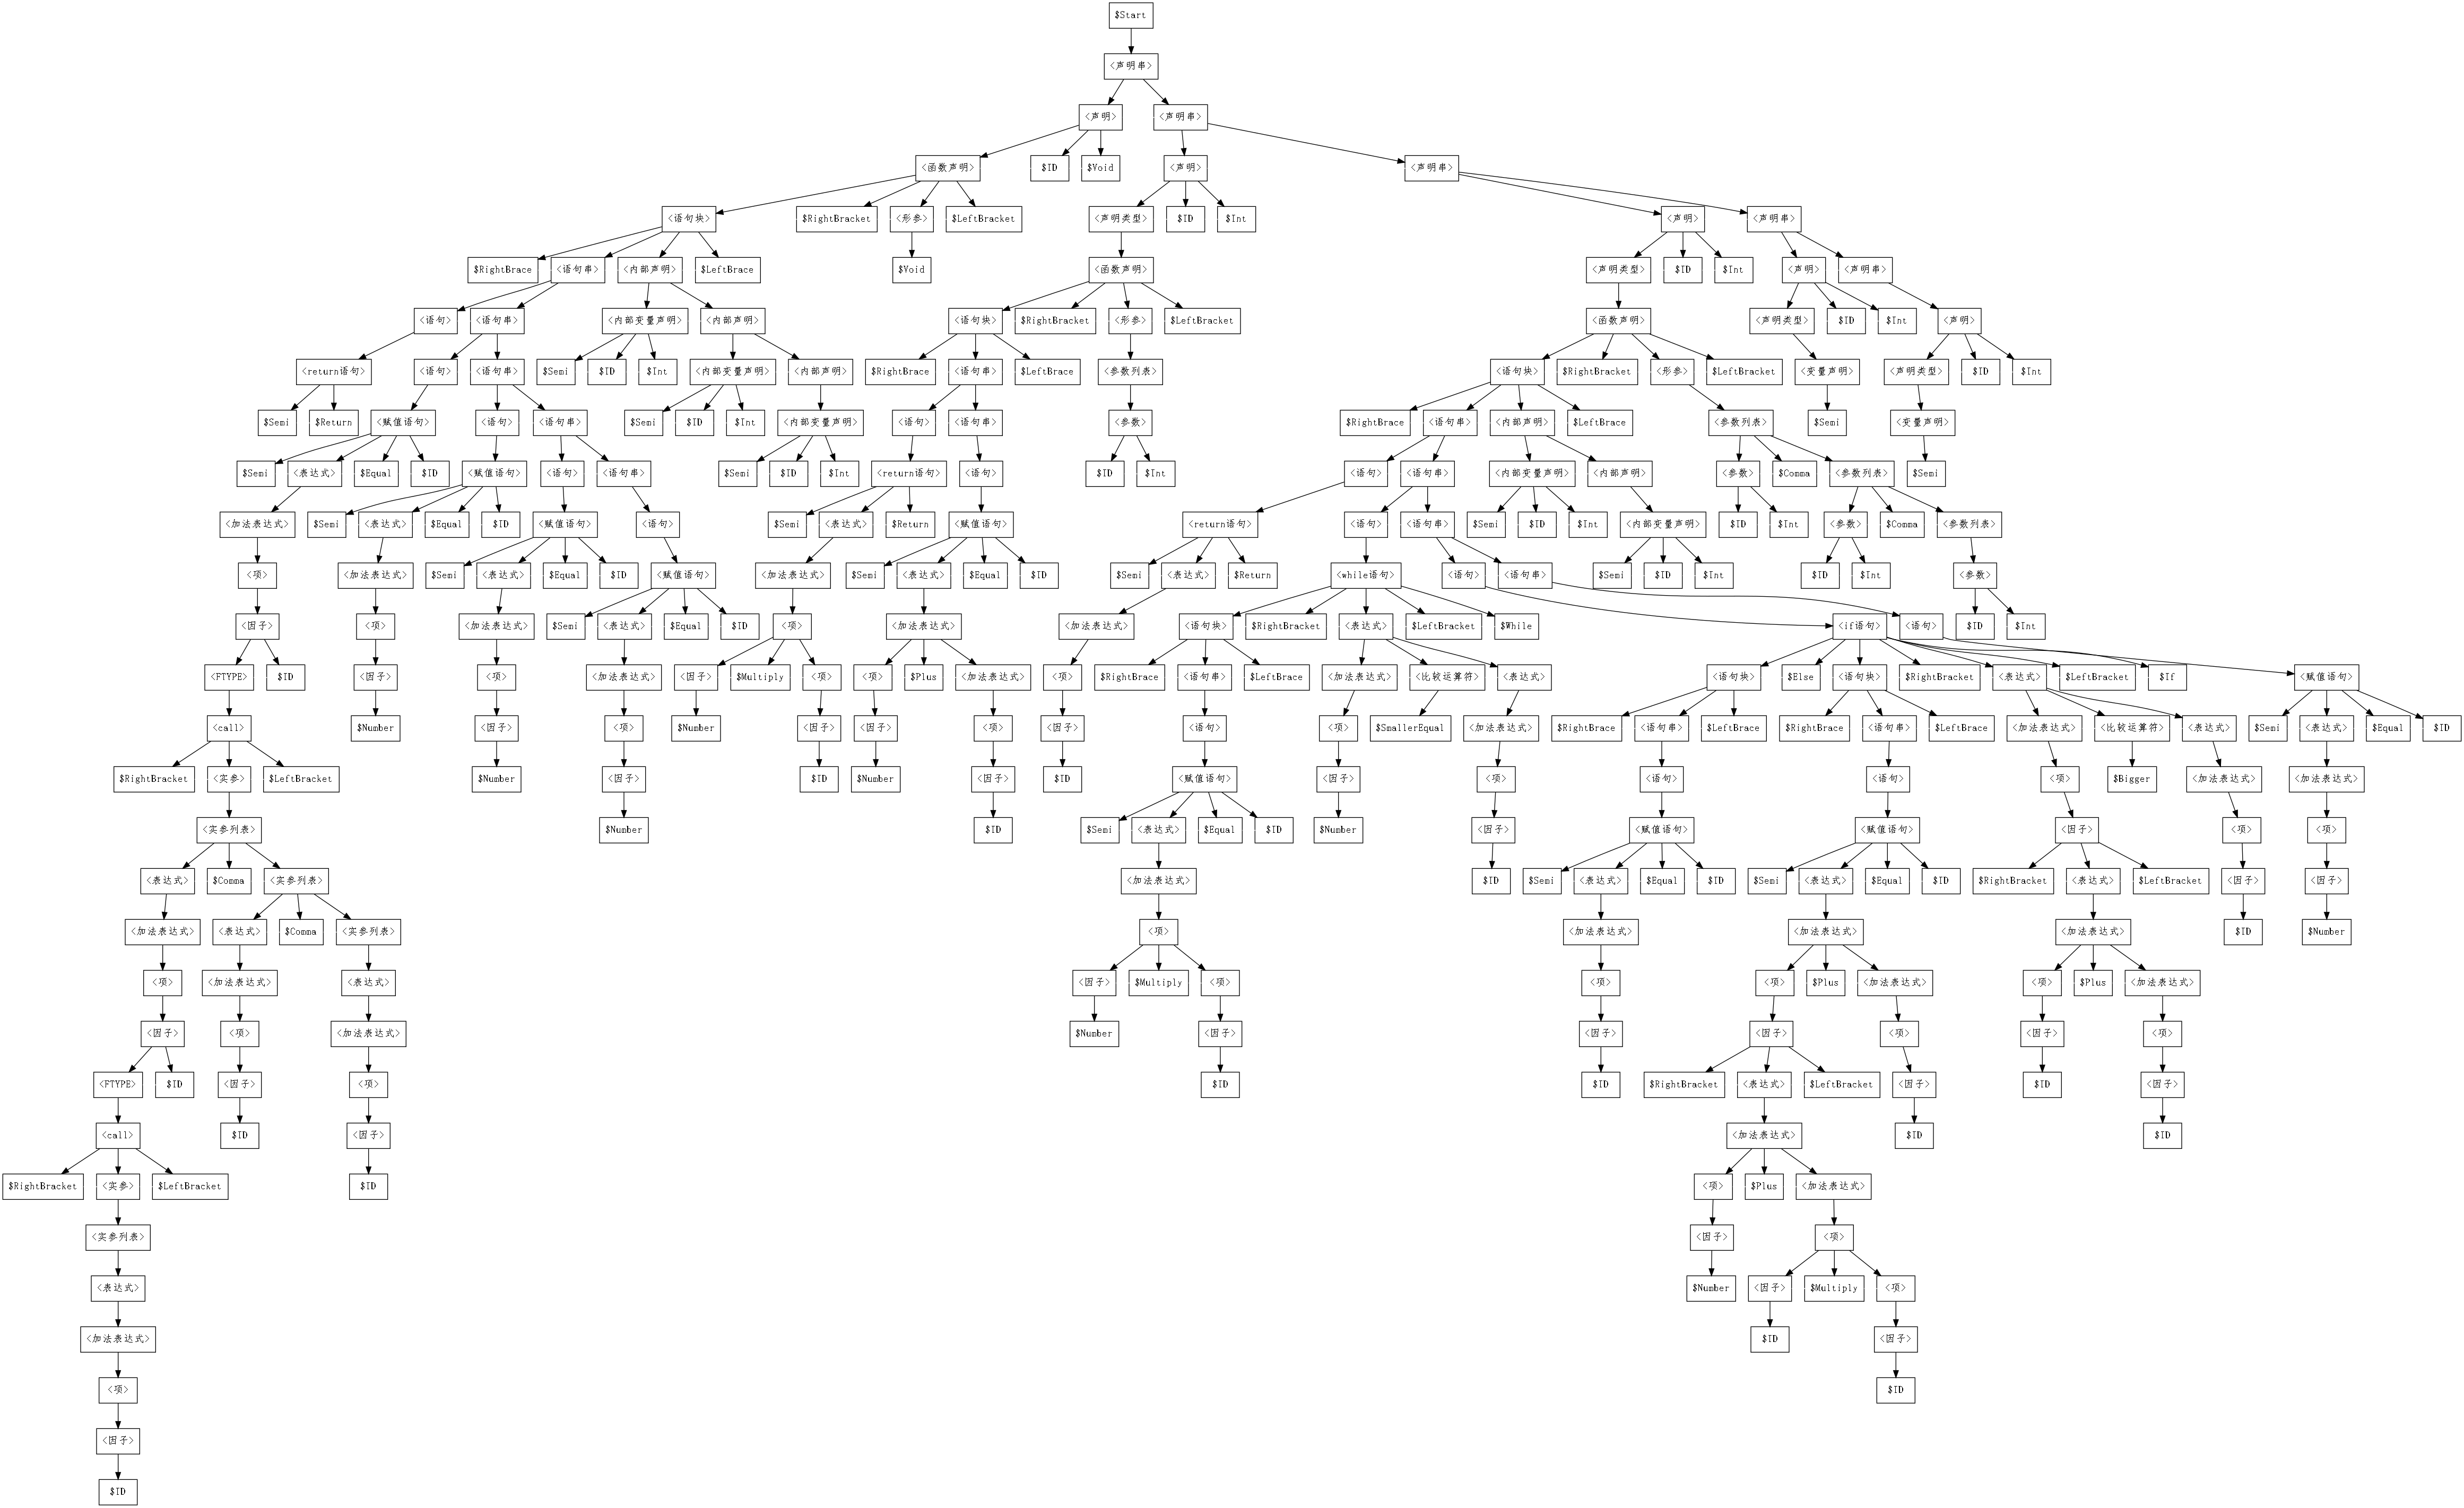 $Start
<声明串>
<声明> <声明串>
<函数声明> $ID $Void <声明> <声明串>
<语句块> $RightBracket <形参> $LeftBracket <声明类型> $ID $Int <声明> <声明串>
$RightBrace <语句串> <内部声明> $LeftBrace $Void <函数声明> <声明类型> $ID $Int <声明> <声明串>
<语句> <语句串> <内部变量声明> <内部声明> <语句块> $RightBracket <形参> $LeftBracket <函数声明> <声明类型> $ID $Int <声明>
<return语句> <语句> <语句串> $Semi $ID $Int <内部变量声明> <内部声明> $RightBrace <语句串> $LeftBrace <参数列表> <语句块> $RightBracket <形参> $LeftBracket <变量声明> <声明类型> $ID $Int
$Semi $Return <赋值语句> <语句> <语句串> $Semi $ID $Int <内部变量声明> <语句> <语句串> <参数> $RightBrace <语句串> <内部声明> $LeftBrace <参数列表> $Semi <变量声明>
$Semi <表达式> $Equal $ID <赋值语句> <语句> <语句串> $Semi $ID $Int <return语句> <语句> $ID $Int <语句> <语句串> <内部变量声明> <内部声明> <参数> $Comma <参数列表> $Semi
<加法表达式> $Semi <表达式> $Equal $ID <赋值语句> <语句> $Semi <表达式> $Return <赋值语句> <return语句> <语句> <语句串> $Semi $ID $Int <内部变量声明> $ID $Int <参数> $Comma <参数列表>
<项> <加法表达式> $Semi <表达式> $Equal $ID <赋值语句> <加法表达式> $Semi <表达式> $Equal $ID $Semi <表达式> $Return <while语句> <语句> <语句串> $Semi $ID $Int $ID $Int <参数>
<因子> <项> <加法表达式> $Semi <表达式> $Equal $ID <项> <加法表达式> <加法表达式> <语句块> $RightBracket <表达式> $LeftBracket $While <if语句> <语句> $ID $Int
<FTYPE> $ID <因子> <项> <加法表达式> <因子> $Multiply <项> <项> $Plus <加法表达式> <项> $RightBrace <语句串> $LeftBrace <加法表达式> <比较运算符> <表达式> <语句块> $Else <语句块> $RightBracket <表达式> $LeftBracket $If <赋值语句>
<call> $Number <因子> <项> $Number <因子> <因子> <项> <因子> <语句> <项> $SmallerEqual <加法表达式> $RightBrace <语句串> $LeftBrace $RightBrace <语句串> $LeftBrace <加法表达式> <比较运算符> <表达式> $Semi <表达式> $Equal $ID
$RightBracket <实参> $LeftBracket $Number <因子> $ID $Number <因子> $ID <赋值语句> <因子> <项> <语句> <语句> <项> $Bigger <加法表达式> <加法表达式>
<实参列表> $Number $ID $Semi <表达式> $Equal $ID $Number <因子> <赋值语句> <赋值语句> <因子> <项> <项>
<表达式> $Comma <实参列表> <加法表达式> $ID $Semi <表达式> $Equal $ID $Semi <表达式> $Equal $ID $RightBracket <表达式> $LeftBracket <因子> <因子>
<加法表达式> <表达式> $Comma <实参列表> <项> <加法表达式> <加法表达式> <加法表达式> $ID $Number
<项> <加法表达式> <表达式> <因子> $Multiply <项> <项> <项> $Plus <加法表达式> <项> $Plus <加法表达式>
<因子> <项> <加法表达式> $Number <因子> <因子> <因子> <项> <因子> <项>
<FTYPE> $ID <因子> <项> $ID $ID $RightBracket <表达式> $LeftBracket <因子> $ID <因子>
<call> $ID <因子> <加法表达式> $ID $ID
$RightBracket <实参> $LeftBracket $ID <项> $Plus <加法表达式>
<实参列表> <因子> <项>
<表达式> $Number <因子> $Multiply <项>
<加法表达式> $ID <因子>
<项> $ID
<因子>
$ID